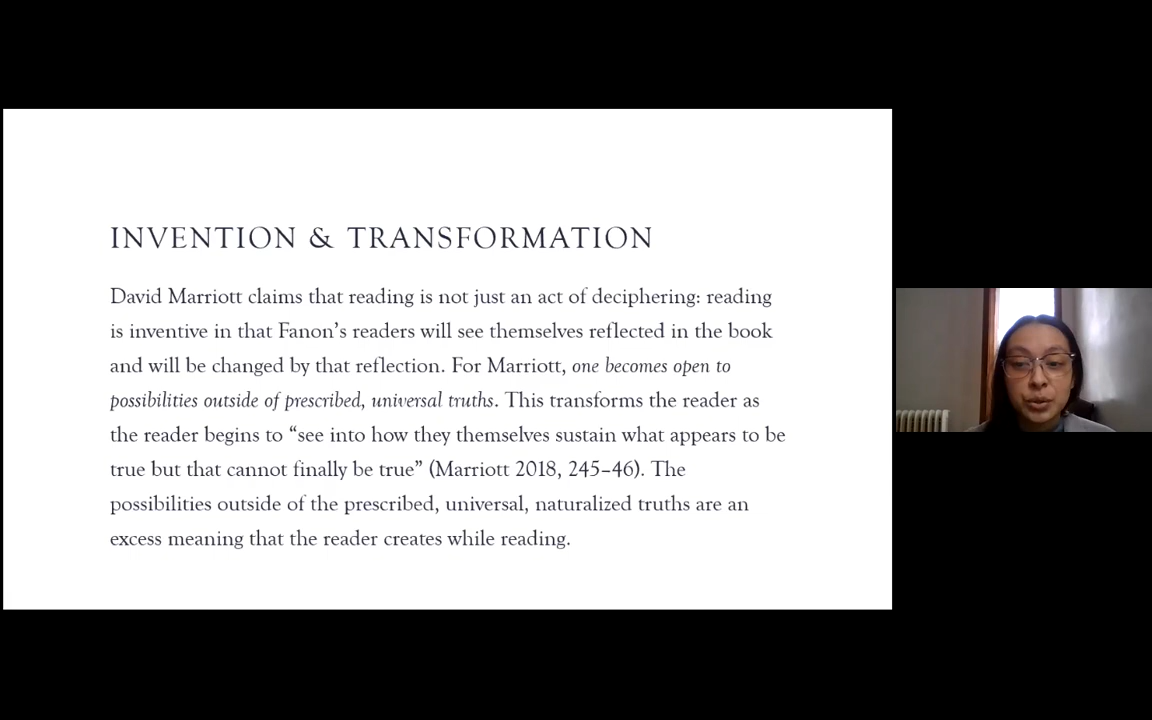 INVENTION & TRANSFORMATION
David Marriott claims that reading is not just an act of deciphering: reading
is inventive in that Fanon’s readers will see themselves reflected in the book
and will be changed by that reflection. For Marriott, one becomes open to
possibilities outside of prescribed, universal truths. This transforms the reader as
the reader begins to “see into how they themselves sustain what appears to be
true but that cannot finally be true” (Marriott 2018, 245–46). The
possibilities outside of the prescribed, universal, naturalized truths are an
excess meaning that the reader creates while reading.